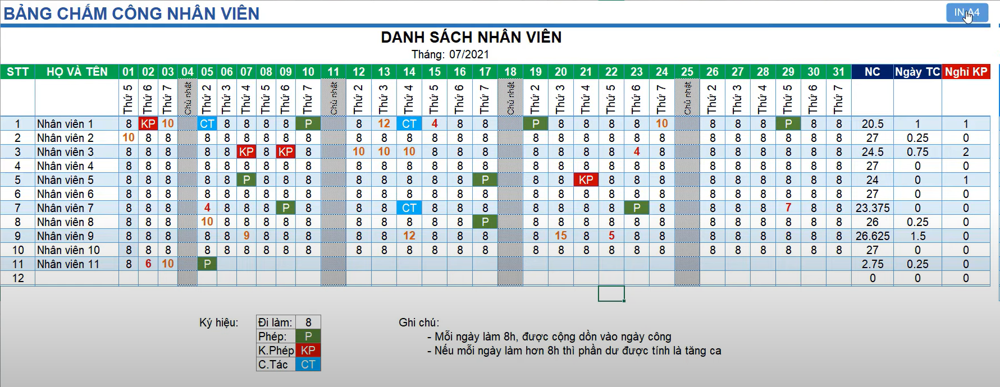 BẢNG CHẤM CÔNG NHÂN VIÊN IN A4
DANH SÁCH NHÂN VIÊN
Tháng: 07/2021
STT HỌ VÀ TÊN 01 02 03 04 05 06 07 08 09 10 11 12 13 14 15 16 17 18 19 20 21 22 23 24 25 26 27 28 29 30 31 NC Ngày TC Nghỉ KP
Thứ 5 Thứ 6 Thứ 7 Chủ nhật Thứ 2 Thứ 3 Thứ 4 Thứ 5 Thứ 6 Thứ 7 Chủ nhật Thứ 2 Thứ 3 Thứ 4 Thứ 5 Thứ 6 Thứ 7 Chủ nhật Thứ 2 Thứ 3 Thứ 4 Thứ 5 Thứ 6 Thứ 7 Chủ nhật Thứ 2 Thứ 3 Thứ 4 Thứ 5 Thứ 6 Thứ 7
1 Nhân viên 1 8 KP 10 CT 8 8 8 8 P 8 12 CT 4 8 8 P 8 8 8 8 10 8 8 8 P 8 8 20.5 1 1
2 Nhân viên 2 10 8 8 8 8 8 8 8 8 8 8 8 8 8 8 8 8 8 8 8 8 8 8 8 8 8 8 27 0.25 0
3 Nhân viên 3 8 8 8 8 8 KP 8 KP 8 10 10 10 8 8 8 8 8 8 8 4 8 8 8 8 8 8 8 24.5 0.75 2
4 Nhân viên 4 8 8 8 8 8 8 8 8 8 8 8 8 8 8 8 8 8 8 8 8 8 8 8 8 8 8 8 27 0 0
5 Nhân viên 5 8 8 8 8 8 P 8 8 8 8 8 8 8 8 P 8 8 KP 8 8 8 8 8 8 8 8 8 24 0 1
6 Nhân viên 6 8 8 8 8 8 8 8 8 8 8 8 8 8 8 8 8 8 8 8 8 8 8 8 8 8 8 8 27 0 0
7 Nhân viên 7 8 8 8 4 8 8 8 P 8 8 8 CT 8 8 8 8 8 8 8 P 8 8 8 8 7 8 8 23.375 0 0
8 Nhân viên 8 8 8 8 10 8 8 8 8 8 8 8 8 8 8 P 8 8 8 8 8 8 8 8 8 8 8 8 26 0.25 0
9 Nhân viên 9 8 8 8 8 8 9 8 8 8 8 8 12 8 8 8 8 15 8 5 8 8 8 8 8 8 8 8 26.625 1.5 0
10 Nhân viên 10 8 8 8 8 8 8 8 8 8 8 8 8 8 8 8 8 8 8 8 8 8 8 8 8 8 8 8 27 0 0
11 Nhân viên 11 8 6 10 P 2.75 0.25 0
12 0 0 0
Ký hiệu: Đi làm: 8 Ghi chú:
Phép: P - Mỗi ngày làm 8h, được cộng dồn vào ngày công
K.Phép KP - Nếu mỗi ngày làm hơn 8h thì phần dư được tính là tăng ca
C.Tác CT